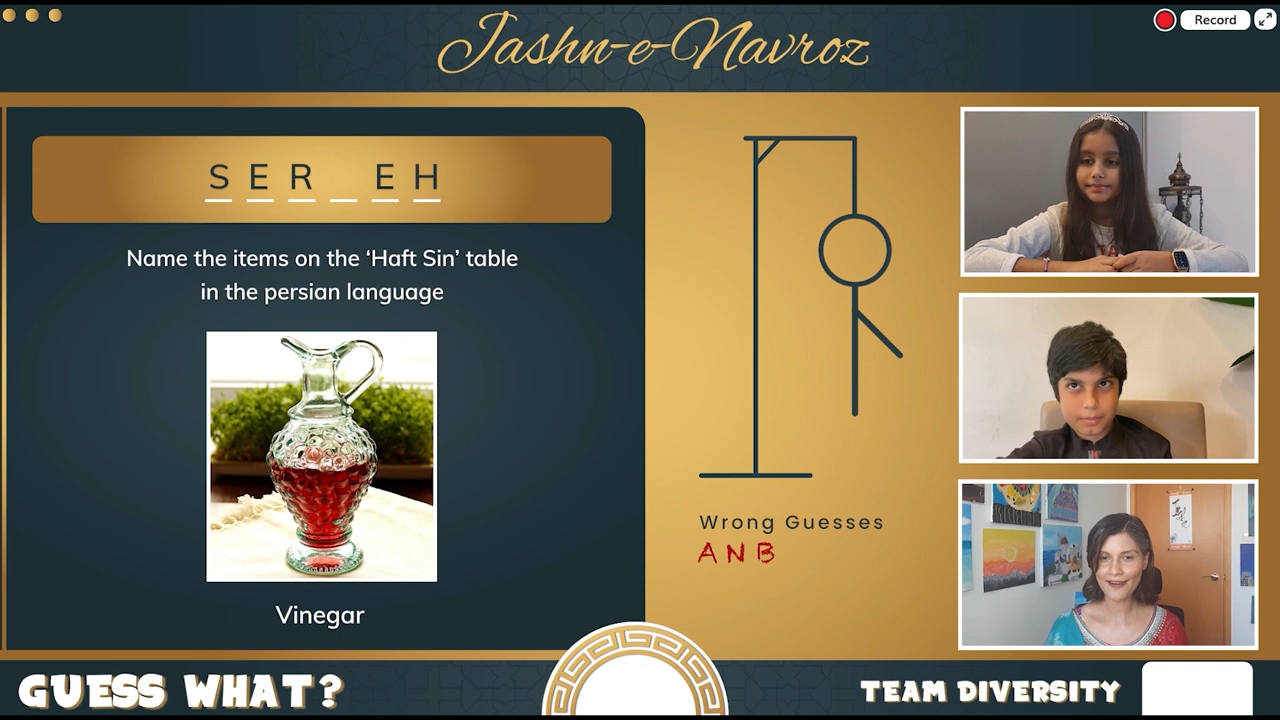 Jashn-e-Navroz
Record
SER_EH
Name the items on the ‘Haft Sin’ table
in the persian language
Vinegar
Wrong Guesses
A N B
GUESS WHAT?
TEAM DIVERSITY